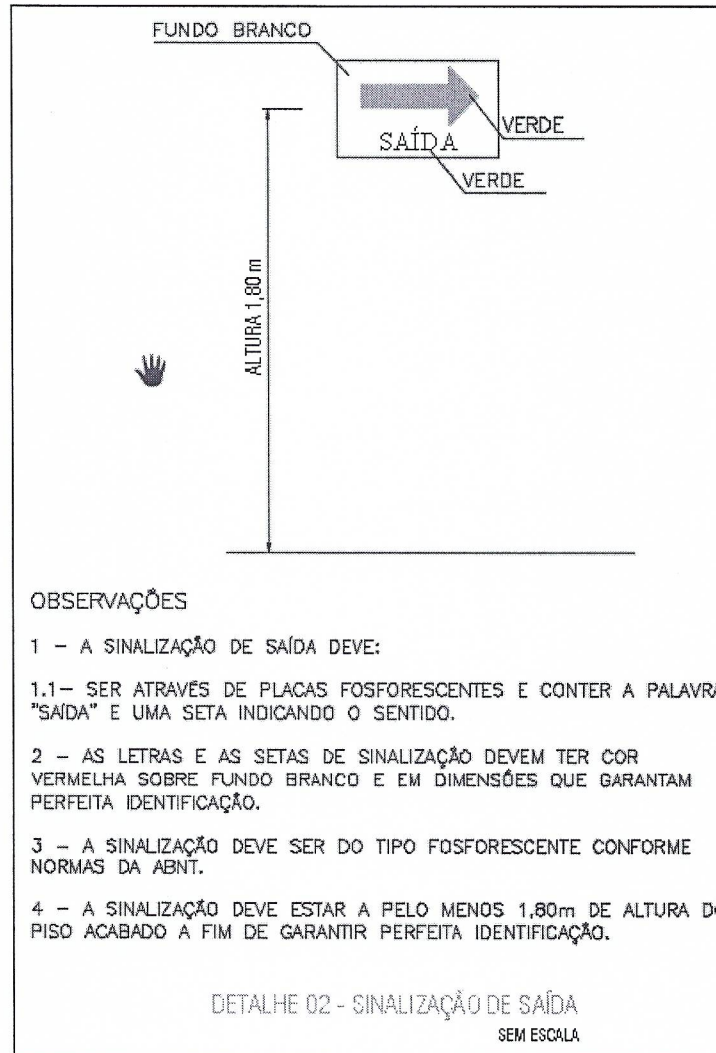 FUNDO BRANCO
VERDE
SAÍDA
VERDE
ALTURA 1,80 m
OBSERVAÇÕES
1 – A SINALIZAÇÃO DE SAÍDA DEVE:
1.1– SER ATRAVÉS DE PLACAS FOSFORESCENTES E CONTER A PALAVRA
"SAÍDA" E UMA SETA INDICANDO O SENTIDO.
2 – AS LETRAS E AS SETAS DE SINALIZAÇÃO DEVEM TER COR
VERMELHA SOBRE FUNDO BRANCO E EM DIMENSÕES QUE GARANTAM
PERFEITA IDENTIFICAÇÃO.
3 – A SINALIZAÇÃO DEVE SER DO TIPO FOSFORESCENTE CONFORME
NORMAS DA ABNT.
4 – A SINALIZAÇÃO DEVE ESTAR A PELO MENOS 1,80m DE ALTURA DO
PISO ACABADO A FIM DE GARANTIR PERFEITA IDENTIFICAÇÃO.
DETALHE 02 - SINALIZAÇÃO DE SAÍDA
SEM ESCALA